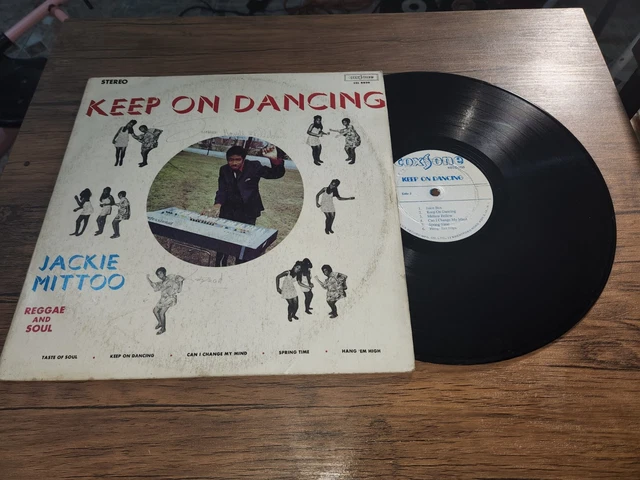 STEREO
KEEP ON DANCING
JACKIE
MITTOO
REGGAE
AND
SOUL
TASTE OF SOUL • KEEP ON DANCING • CAN I CHANGE MY MIND • SPRING TIME • HANG 'EM HIGH
coxsone
KEEP ON DANCING